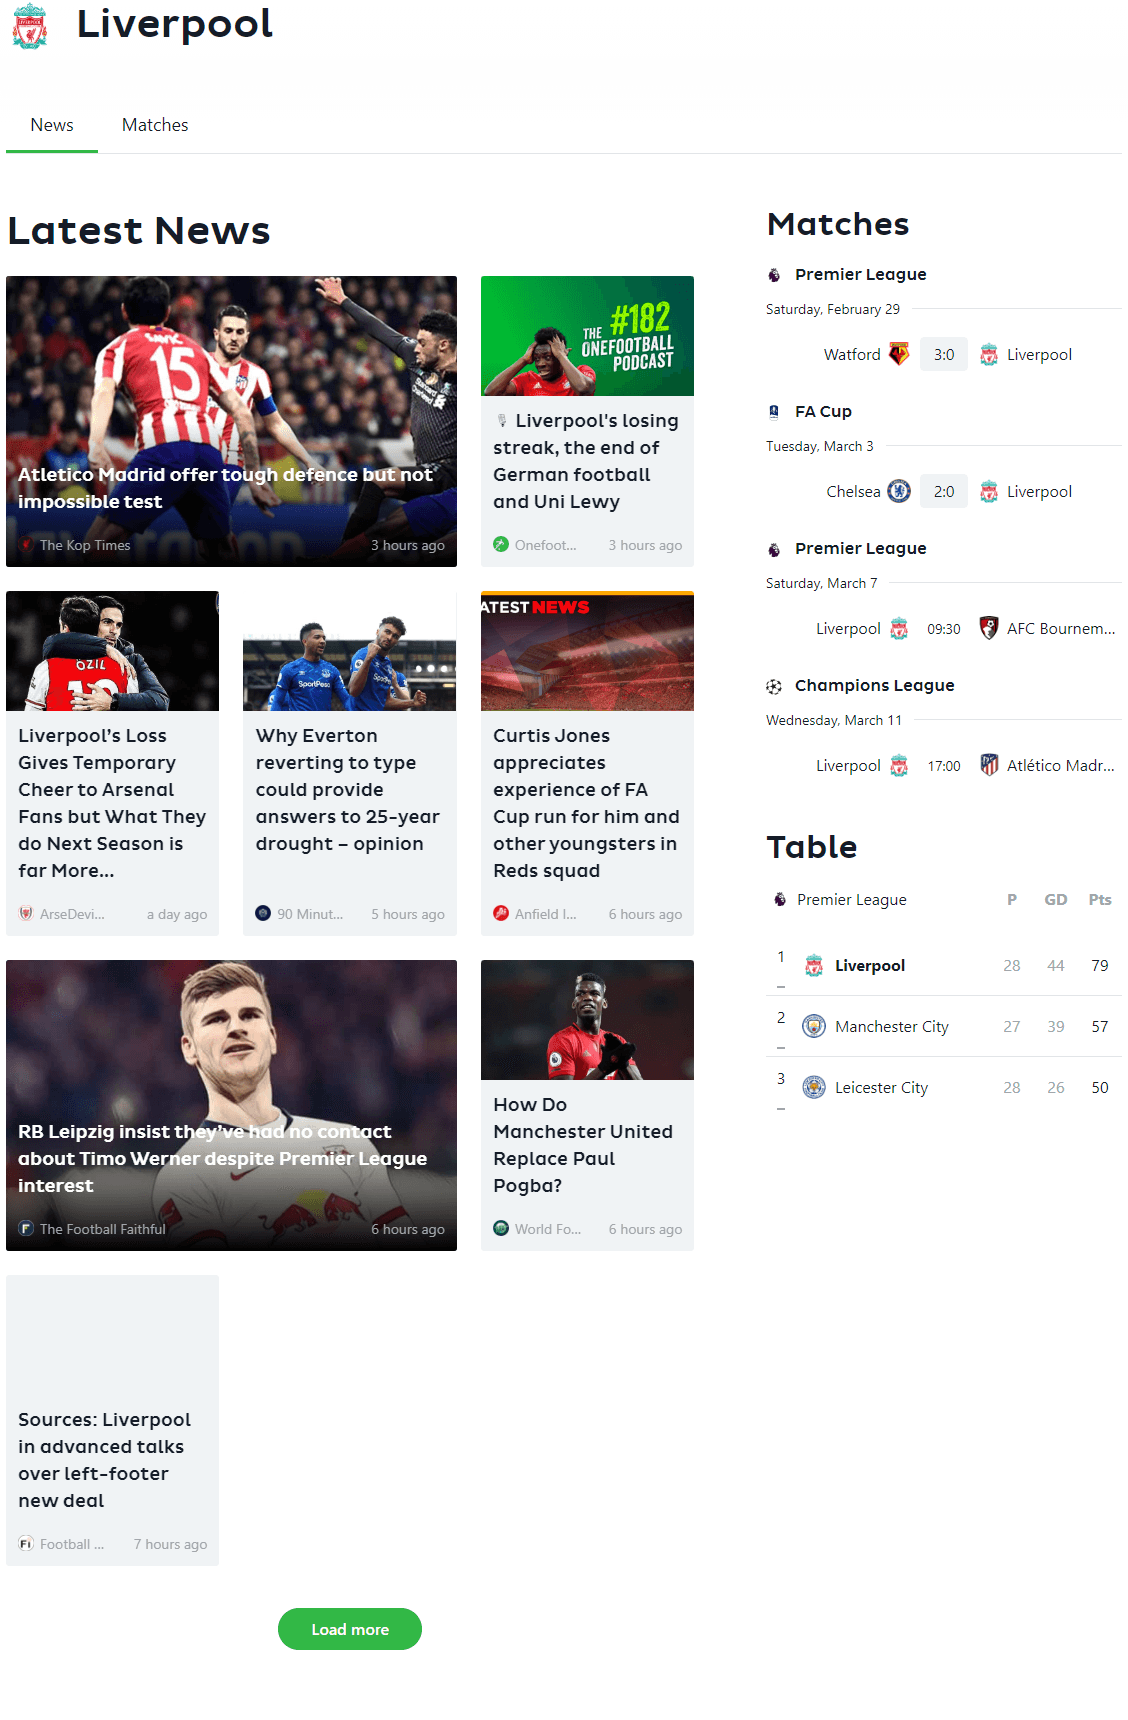 Liverpool
News
Matches
Latest News
SAVIC
15
Atletico Madrid offer tough defence but not
impossible test
The Kop Times
3 hours ago
#182
THE
ONEFOOTBALL
PODCAST
Liverpool's losing
streak, the end of
German football
and Uni Lewy
Onefoot...
3 hours ago
ÖZIL
Liverpool’s Loss
Gives Temporary
Cheer to Arsenal
Fans but What They
do Next Season is
far More...
ArseDevi...
a day ago
SportPesa
SportPesa
Why Everton
reverting to type
could provide
answers to 25-year
drought – opinion
90 Minut...
5 hours ago
ATEST NEWS
Curtis Jones
appreciates
experience of FA
Cup run for him and
other youngsters in
Reds squad
Anfield I...
6 hours ago
RB Leipzig insist they’ve had no contact
about Timo Werner despite Premier League
interest
The Football Faithful
6 hours ago
How Do
Manchester United
Replace Paul
Pogba?
World Fo...
6 hours ago
Sources: Liverpool
in advanced talks
over left-footer
new deal
Fi
Football ...
7 hours ago
Load more
Matches
Premier League
Saturday, February 29
Watford 3:0 Liverpool
FA Cup
Tuesday, March 3
Chelsea 2:0 Liverpool
Premier League
Saturday, March 7
Liverpool 09:30 AFC Bournem...
Champions League
Wednesday, March 11
Liverpool 17:00 Atlético Madr...
Table
Premier League P GD Pts
1 Liverpool 28 44 79
2 Manchester City 27 39 57
3 Leicester City 28 26 50